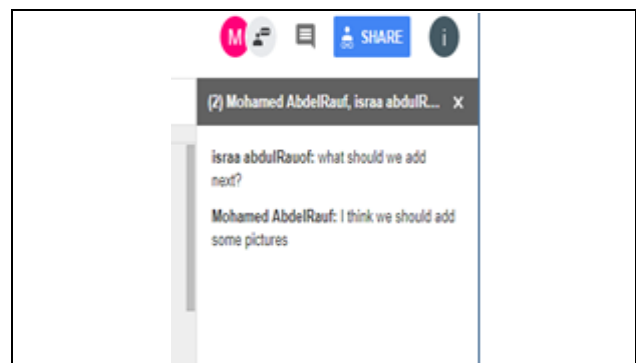 M
SHARE
i
(2) Mohamed AbdelRauf, israa abdulR... X
israa abdulRauof: what should we add
next?
Mohamed AbdelRauf: I think we should add
some pictures